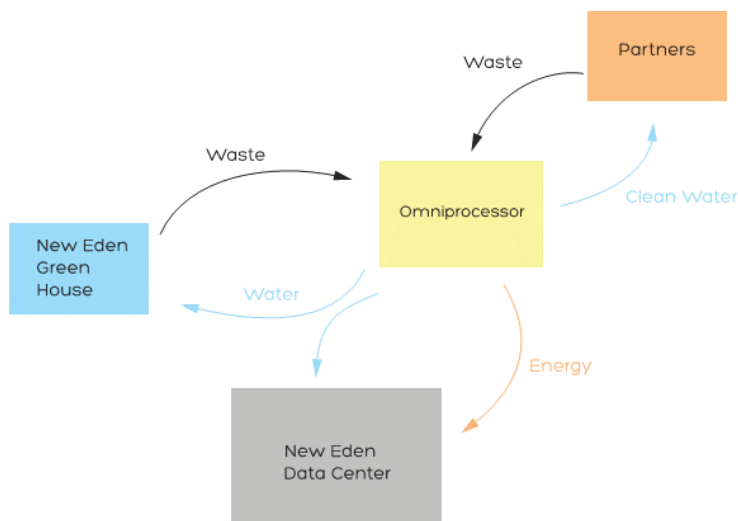 Partners
Waste
Waste
Omniprocessor
Clean Water
New Eden
Green
House
Water
Energy
New Eden
Data Center